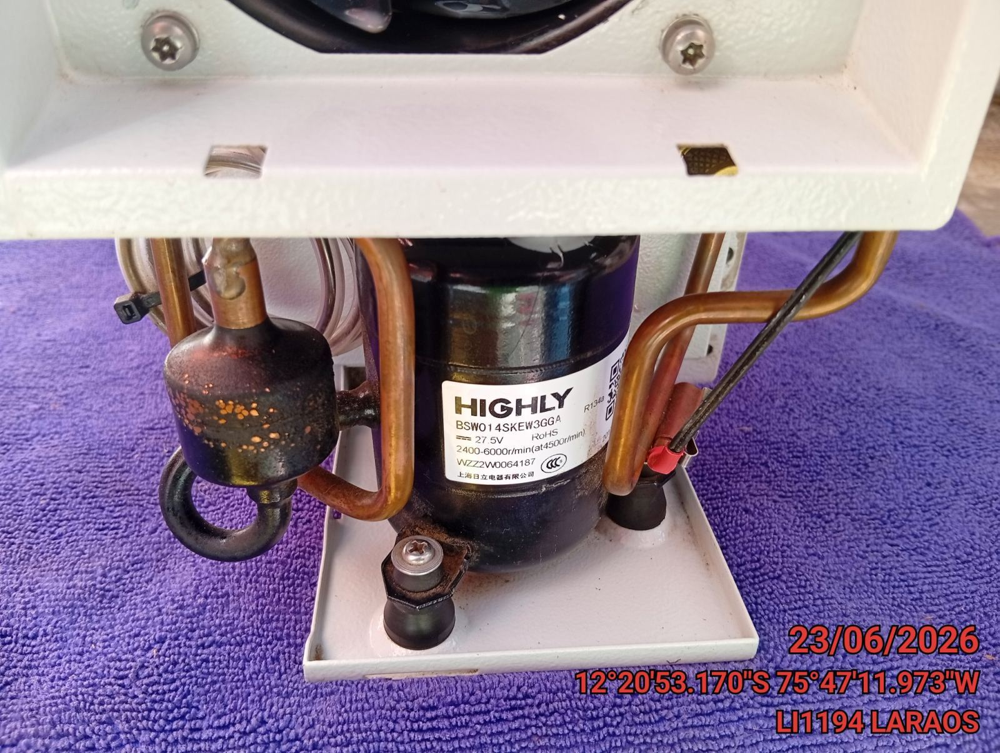 HIGHLY
R134a
BSW014SKEW3GGA
27.5V RoHS
2400-6000r/min(at4500r/min)
WZZ2W0064187
CCC S
上海日立电器有限公司
23/06/2026
12°20'53.170"S 75°47'11.973"W
LI1194 LARAOS